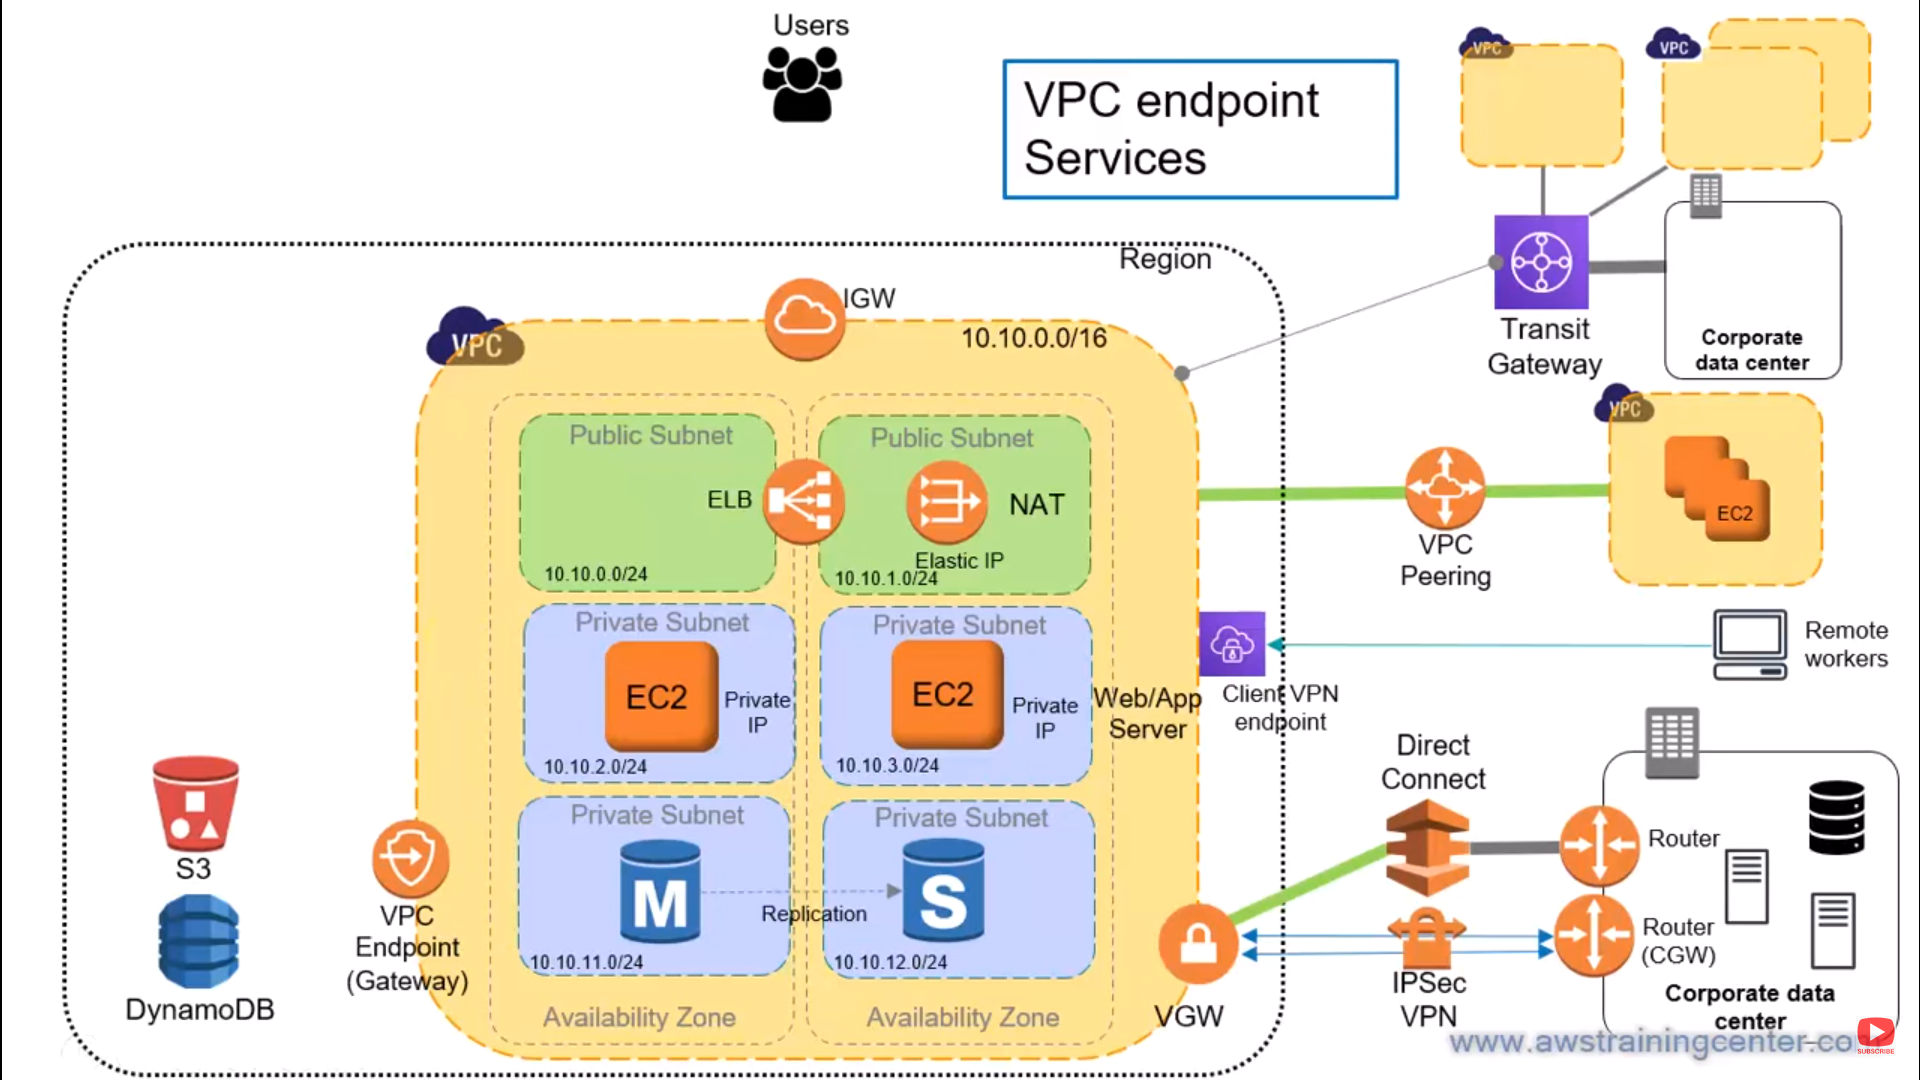 Users
VPC endpoint
Services
VPC
VPC
Region
Transit
Gateway
Corporate
data center
IGW
VPC
10.10.0.0/16
Public Subnet
ELB
10.10.0.0/24
Public Subnet
NAT
Elastic IP
10.10.1.0/24
VPC
EC2
VPC
Peering
Private Subnet
EC2
Private
IP
10.10.2.0/24
Private Subnet
EC2
Private
IP
10.10.3.0/24
Web/App
Server
Client VPN
endpoint
Remote
workers
S3
DynamoDB
VPC
Endpoint
(Gateway)
Private Subnet
M
10.10.11.0/24
Replication
Private Subnet
S
10.10.12.0/24
Availability Zone
Availability Zone
VGW
Direct
Connect
Router
IPSec
VPN
Router
(CGW)
Corporate data
center
www.awstrainingcenter.co
SUBSCRIBE